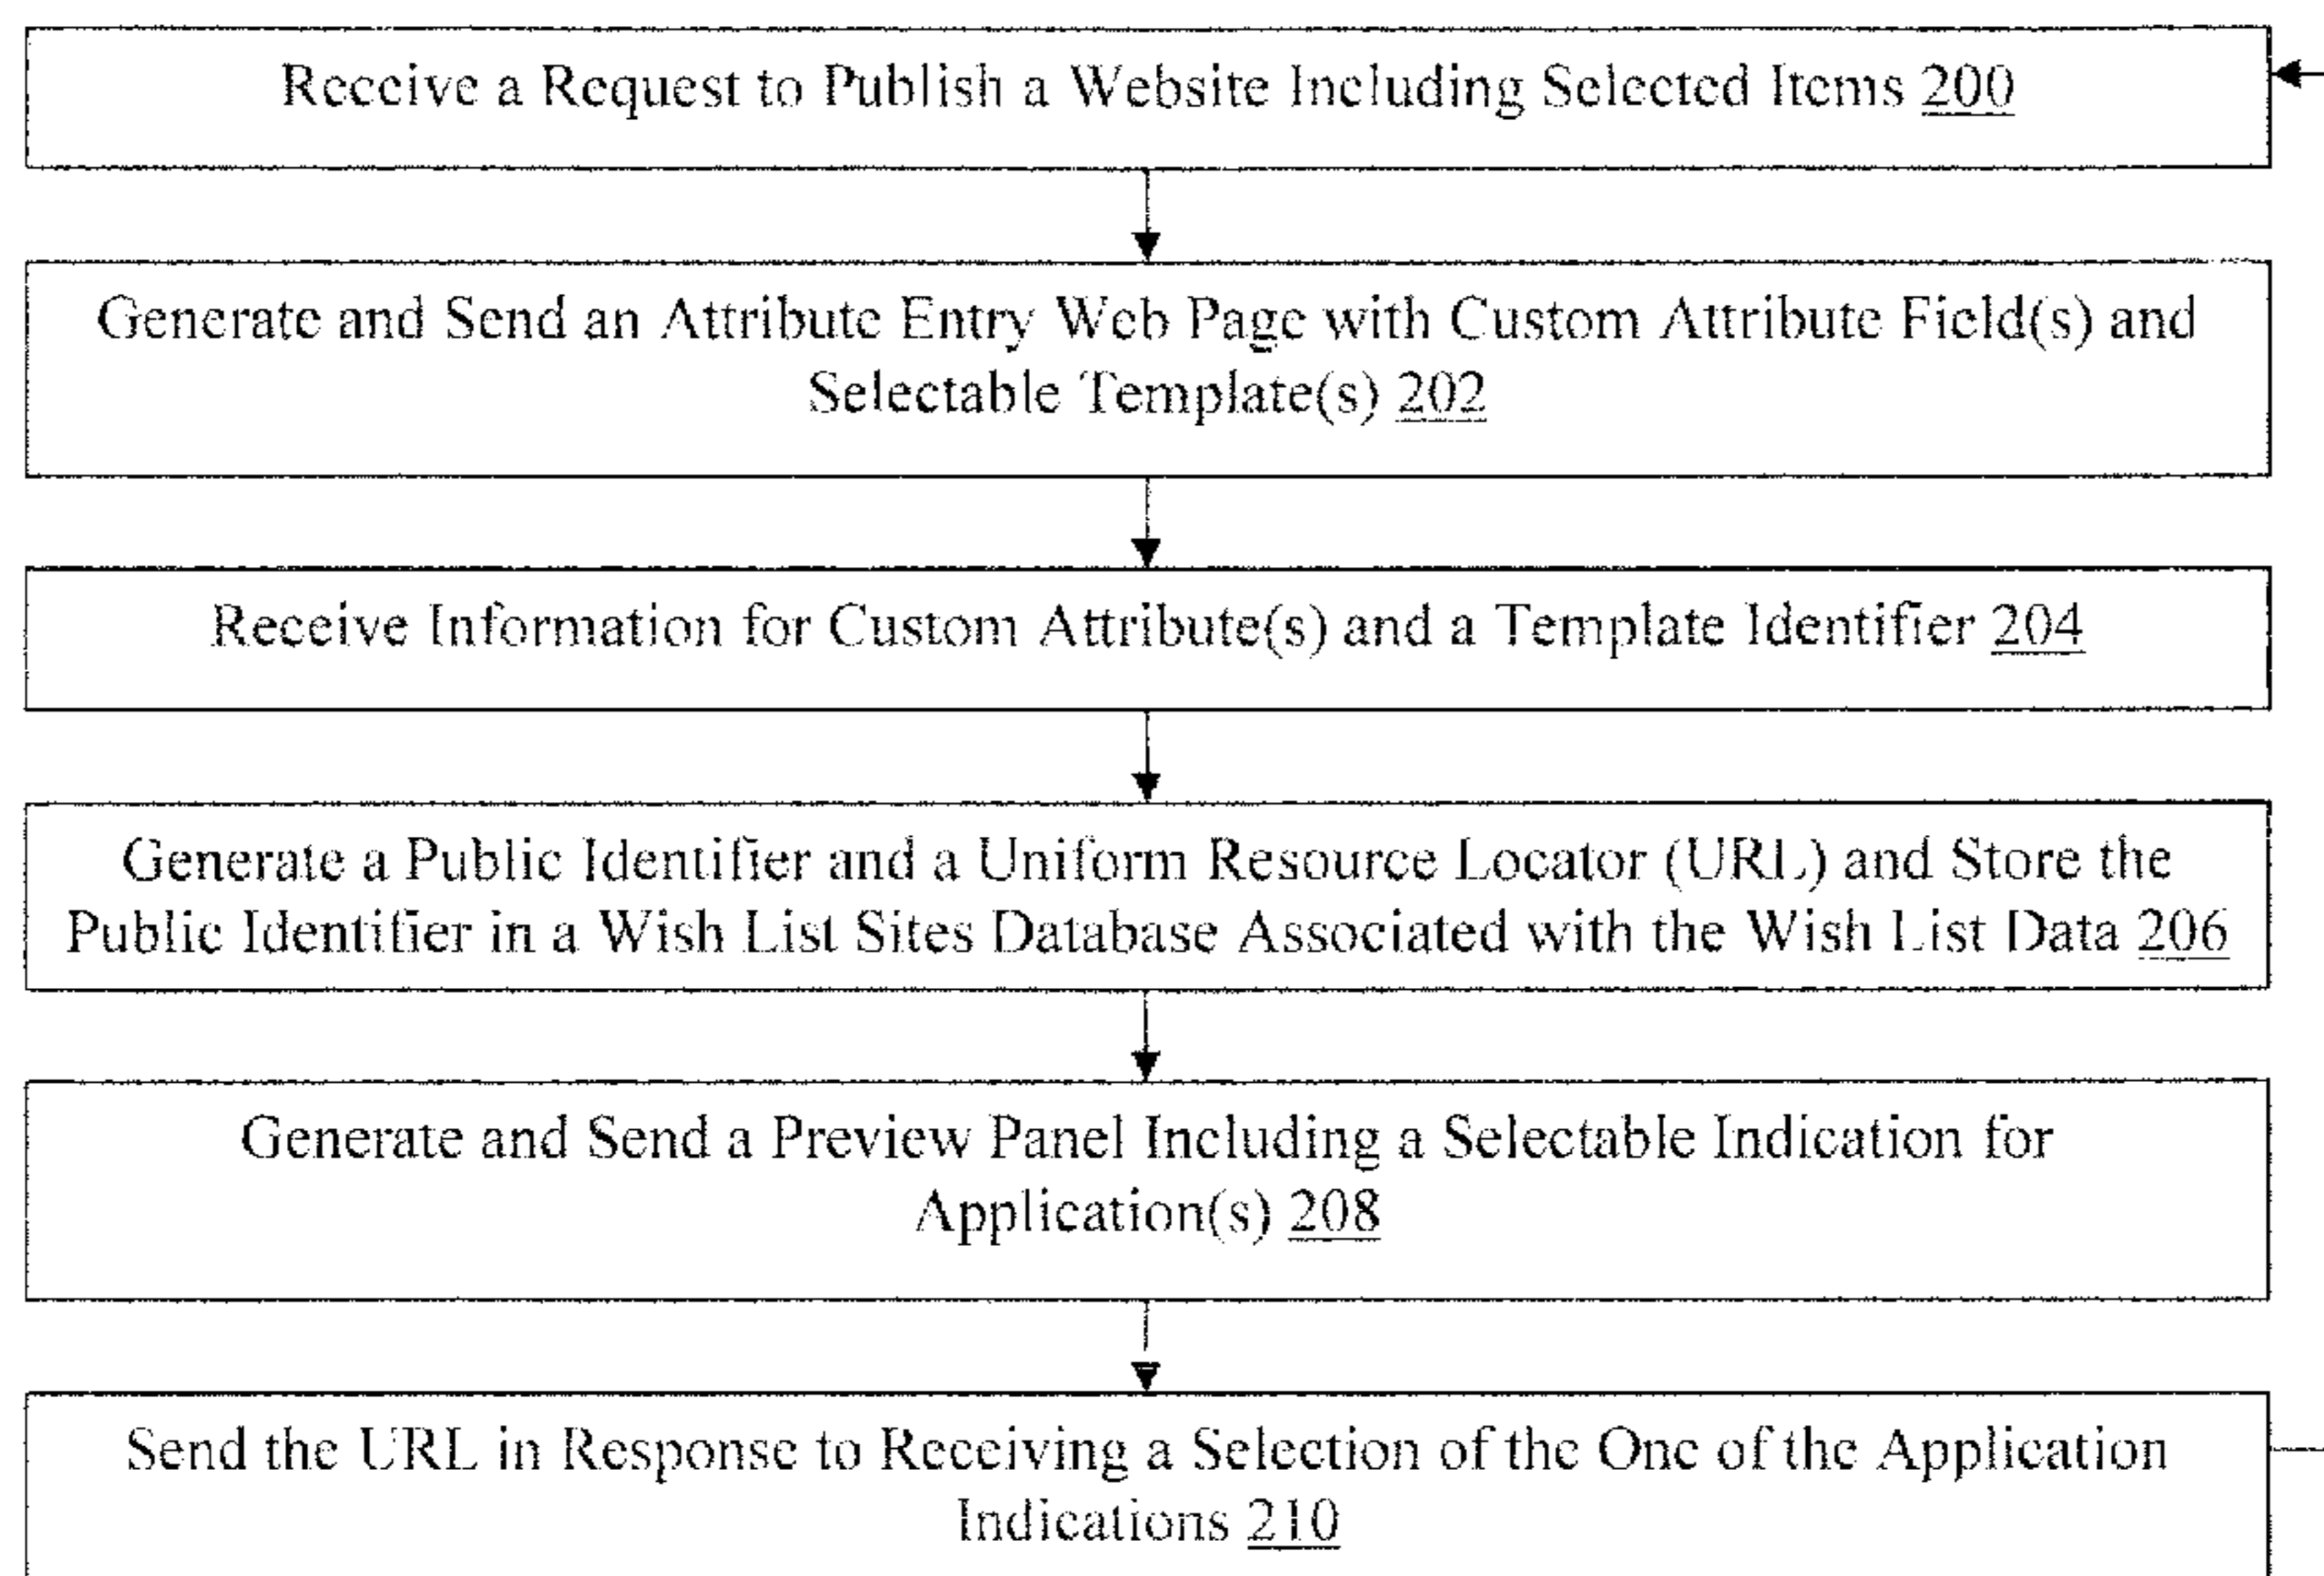 Receive a Request to Publish a Website Including Selected Items 200
Generate and Send an Attribute Entry Web Page with Custom Attribute Field(s) and
Selectable Template(s) 202
Receive Information for Custom Attribute(s) and a Template Identifier 204
Generate a Public Identifier and a Uniform Resource Locator (URL) and Store the
Public Identifier in a Wish List Sites Database Associated with the Wish List Data 206
Generate and Send a Preview Panel Including a Selectable Indication for
Application(s) 208
Send the URL in Response to Receiving a Selection of the One of the Application
Indications 210